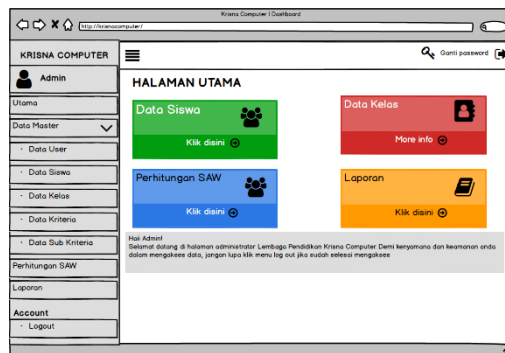 Krisna Computer | Dashboard
http://krisnacomputer/
KRISNA COMPUTER
Ganti password
Admin
HALAMAN UTAMA
Utama
Data Master
· Data User
· Data Siswa
· Data Kelas
· Data Kriteria
· Data Sub Kriteria
Perhitungan SAW
Laporan
Account
· Logout
Data Siswa
Klik disini
Data Kelas
More info
Perhitungan SAW
Klik disini
Laporan
Klik disini
Haii Admin!
Selamat datang di halaman administrator Lembaga Pendidikan Krisna Computer. Demi kenyamana dan keamanan anda
dalam mengakses data, jangan lupa klik menu log out jika sudah selesai mengakses